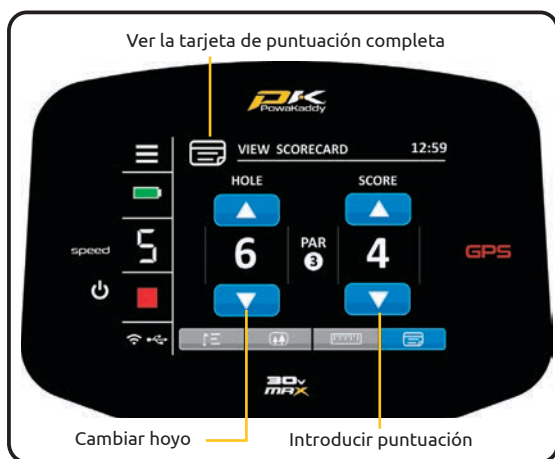 Ver la tarjeta de puntuación completa
PK
PowaKaddy
VIEW SCORECARD 12:59
HOLE SCORE
speed 5 6 PAR 3 4 GPS
30v
MAX
Cambiar hoyo Introducir puntuación